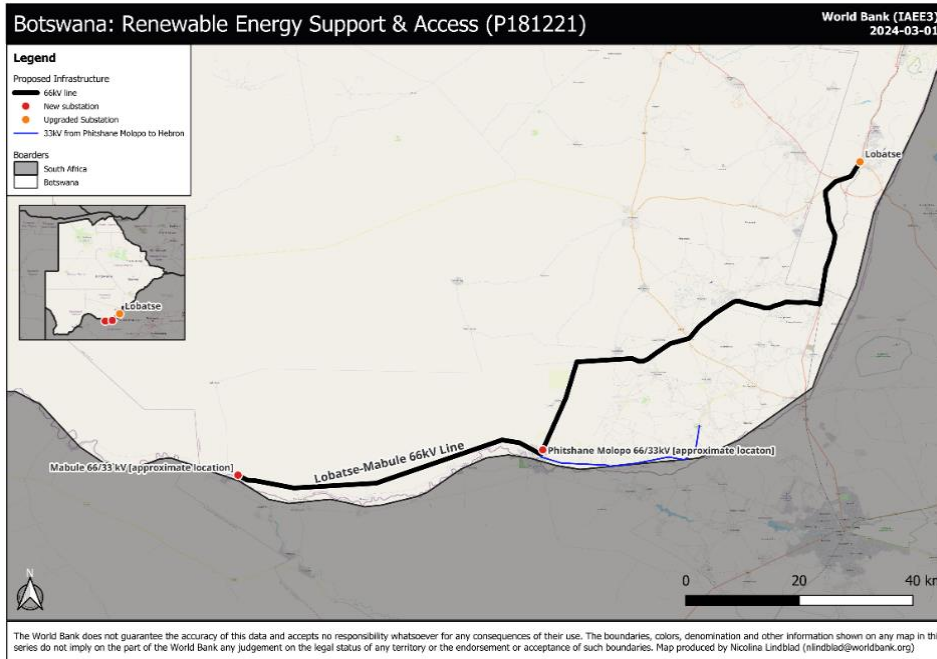 Botswana: Renewable Energy Support & Access (P181221)
World Bank (IAEE3)
2024-03-01
Legend
Proposed Infrastructure
66kV line
New substation
Upgraded Substation
33kV from Phitshane Molopo to Hebron
Boarders
South Africa
Botswana
Lobatse
Lobatse
Phitshane Molopo 66/33kV [approximate locaton]
Lobatse-Mabule 66kV Line
Mabule 66/33 kV [approximate location]
N
0 20 40 km
The World Bank does not guarantee the accuracy of this data and accepts no responsibility whatsoever for any consequences of their use. The boundaries, colors, denomination and other information shown on any map in thi
series do not imply on the part of the World Bank any judgement on the legal status of any territory or the endorsement or acceptance of such boundaries. Map produced by Nicolina Lindblad (nlindblad@worldbank.org)